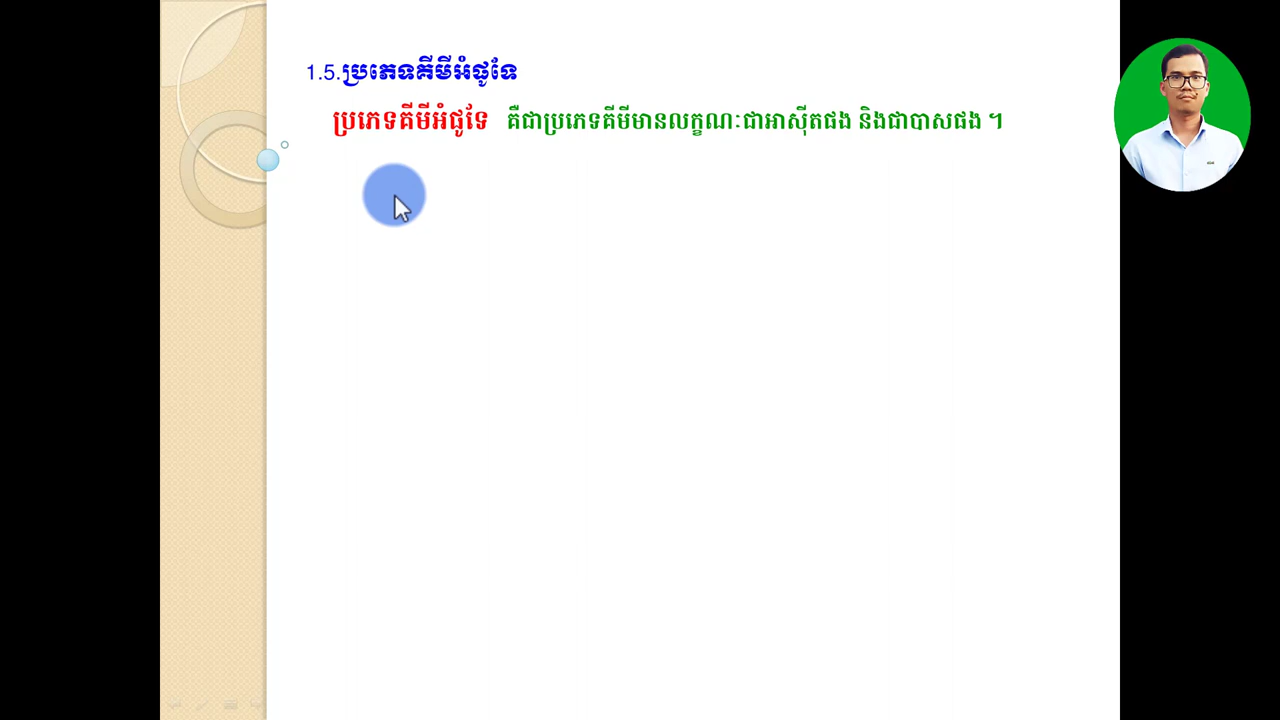 1.5.ប្រភេទគីមីអំផូទែ
ប្រភេទគីមីអំផូទែ គឺជាប្រភេទគីមីមានលក្ខណៈជាអាស៊ីតផង និងជាបាសផង ។